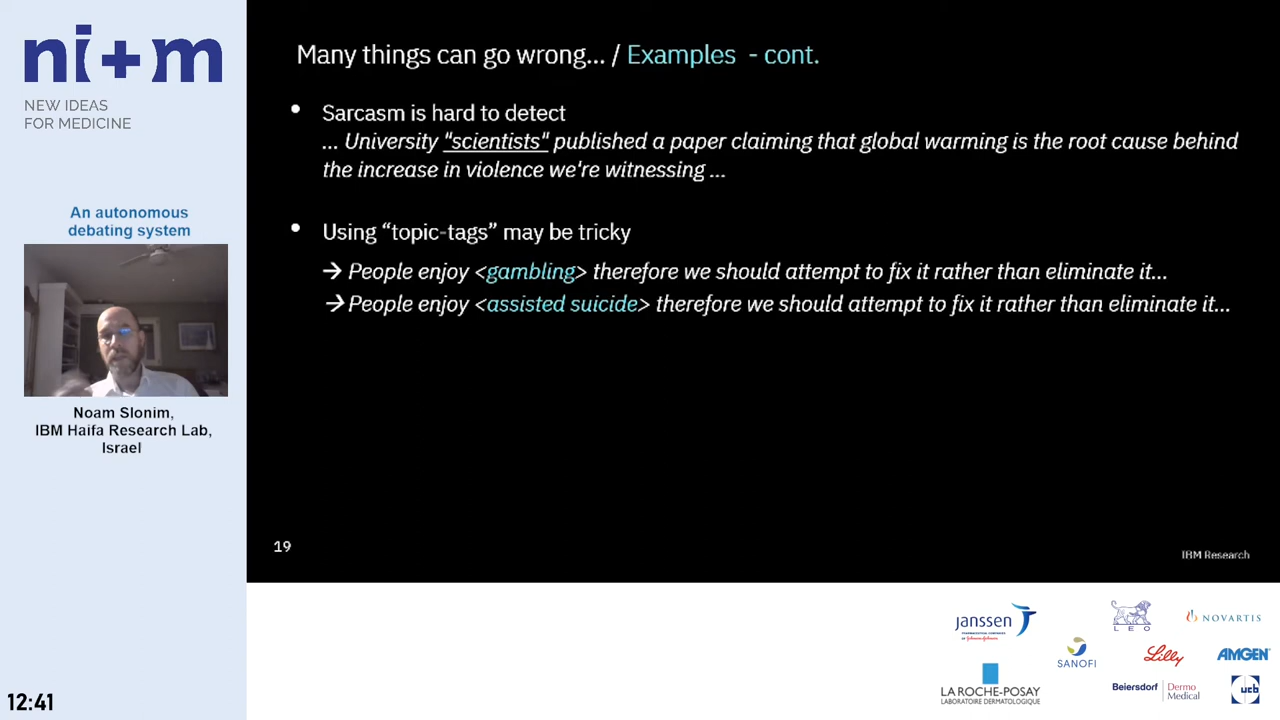 ni+m
NEW IDEAS
FOR MEDICINE
An autonomous
debating system
Noam Slonim,
IBM Haifa Research Lab,
Israel
12:41
Many things can go wrong... / Examples - cont.
• Sarcasm is hard to detect
... University "scientists" published a paper claiming that global warming is the root cause behind
the increase in violence we're witnessing ...
• Using “topic-tags” may be tricky
→ People enjoy <gambling> therefore we should attempt to fix it rather than eliminate it...
→ People enjoy <assisted suicide> therefore we should attempt to fix it rather than eliminate it...
19
IBM Research
janssen
LEO
NOVARTIS
SANOFI
Lilly
AMGEN
LA ROCHE-POSAY
LABORATOIRE DERMATOLOGIQUE
Beiersdorf
Dermo
Medical
ucb